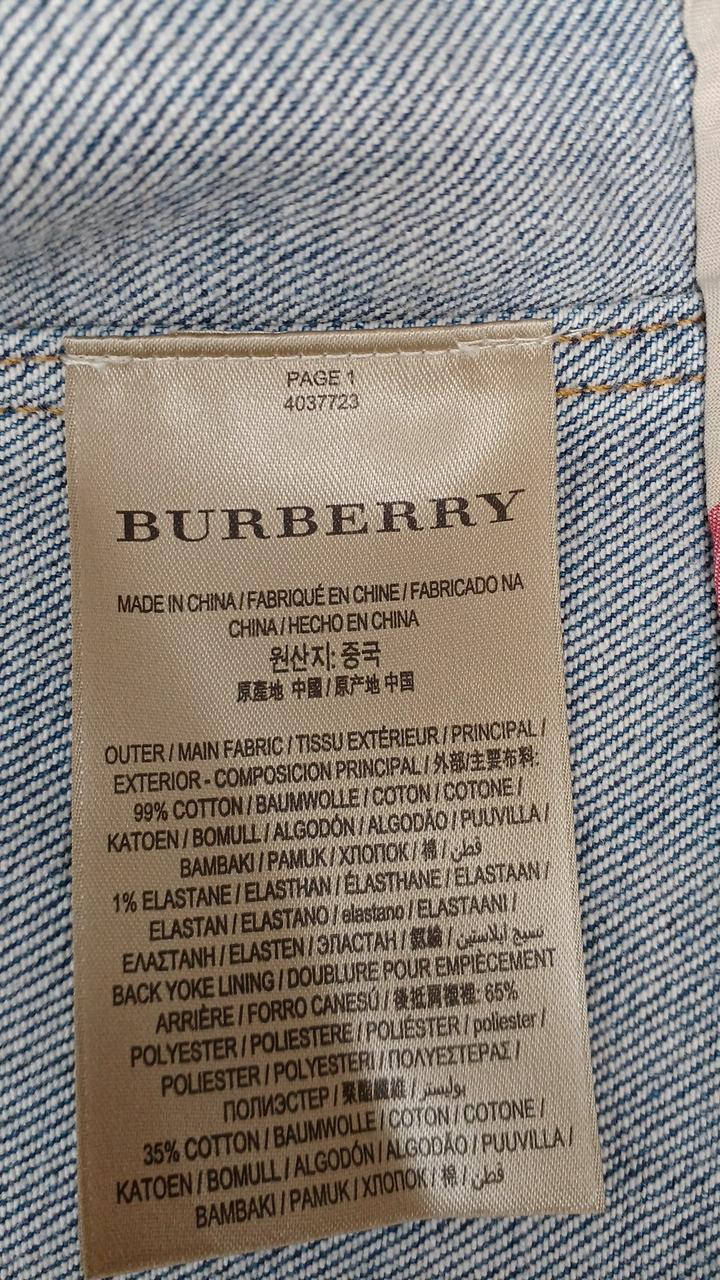 PAGE 1
4037723
BURBERRY
MADE IN CHINA / FABRIQUÉ EN CHINE / FABRICADO NA
CHINA / HECHO EN CHINA
원산지: 중국
原產地 中國 / 原产地 中国
OUTER / MAIN FABRIC / TISSU EXTÉRIEUR / PRINCIPAL /
EXTERIOR - COMPOSICION PRINCIPAL / 外部/主要布料:
99% COTTON / BAUMWOLLE / COTON / COTONE /
KATOEN / BOMULL / ALGODÓN / ALGODÃO / PUUVILLA /
BAMBAKI / PAMUK / ХЛОПОК / 棉 / قطن
1% ELASTANE / ELASTHAN / ÉLASTHANE / ELASTAAN /
ELASTAN / ELASTANO / elastano / ELASTAANI /
ΕΛΑΣΤΑΝΗ / ELASTEN / ЭЛАСТАН / 氨綸 / نسيج ايلاستين
BACK YOKE LINING / DOUBLURE POUR EMPIÈCEMENT
ARRIÈRE / FORRO CANESÚ / 後抵肩襯裡: 65%
POLYESTER / POLIESTERE / POLIÉSTER / poliester /
POLIESTER / POLYESTERI / ΠΟΛΥΕΣΤΕΡΑΣ /
ПОЛИЭСТЕР / 聚酯纖維 / بوليستر
35% COTTON / BAUMWOLLE / COTON / COTONE /
KATOEN / BOMULL / ALGODÓN / ALGODÃO / PUUVILLA /
BAMBAKI / PAMUK / ХЛОПОК / 棉 / قطن